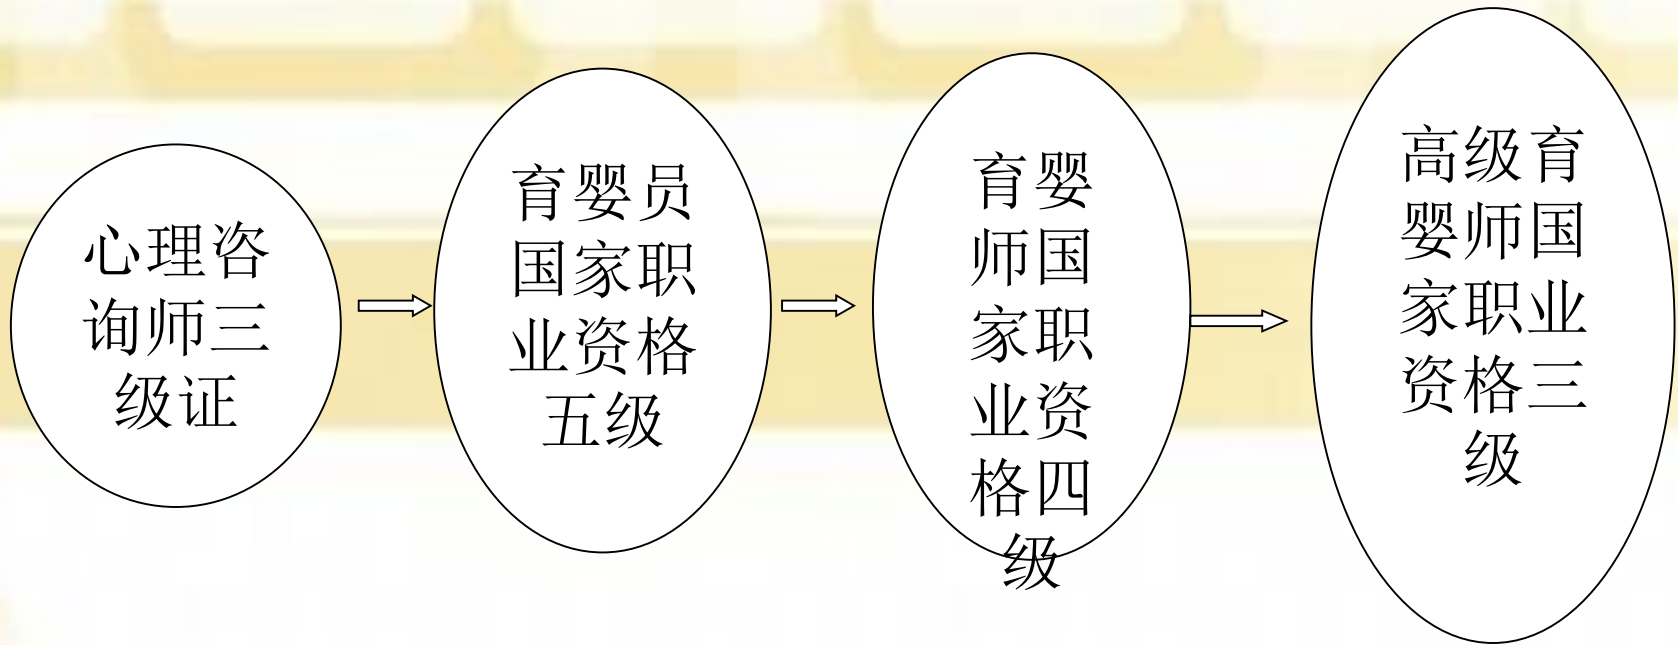 心理咨
询师三
级证
育婴员
国家职
业资格
五级
育婴
师国
家职
业资
格四
级
高级育
婴师国
家职业
资格三
级